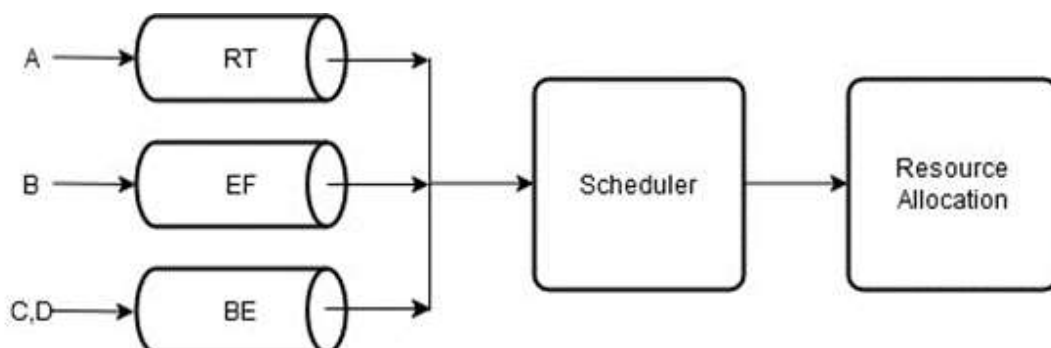 A
RT
B
EF
C,D
BE
Scheduler
Resource
Allocation